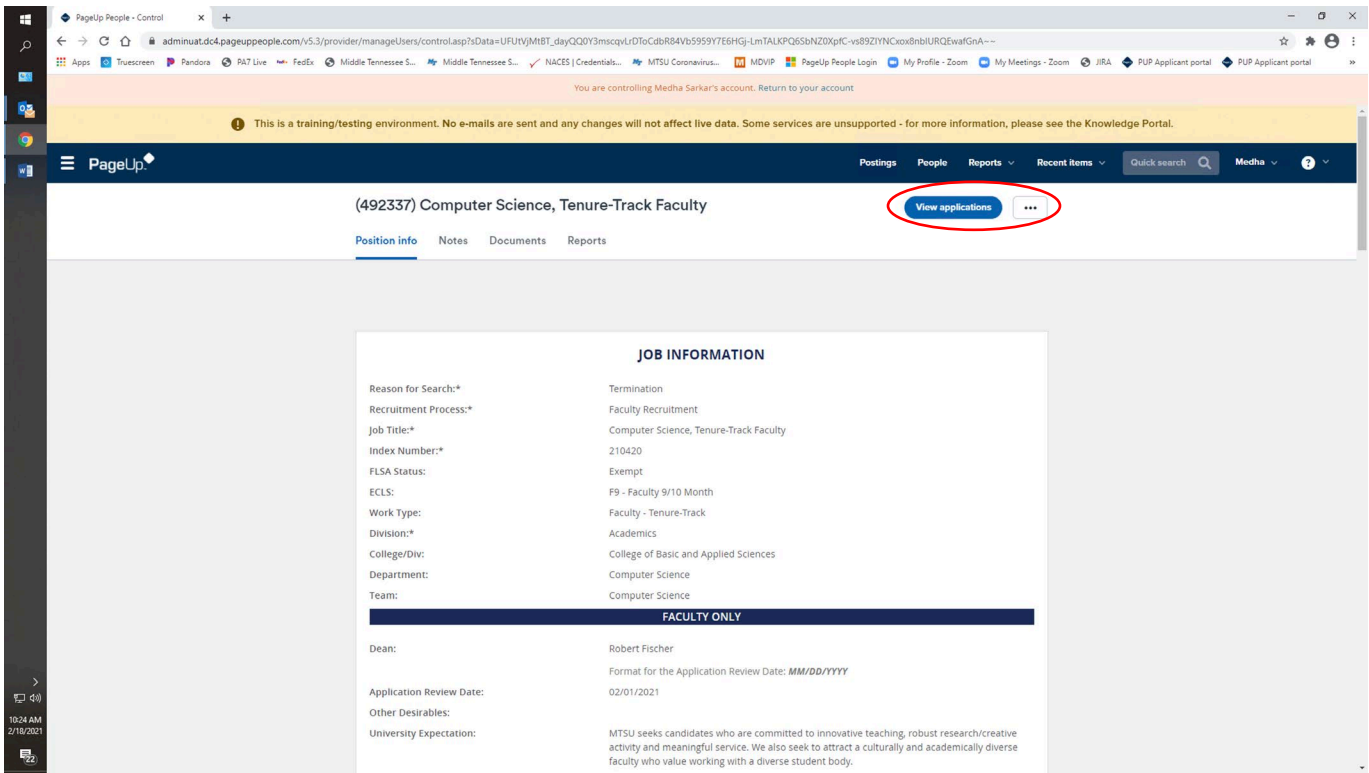 PageUp People - Control
adminuat.dc4.pageuppeople.com/v5.3/provider/manageUsers/control.asp?sData=UFUtVjMtBT_dayQQ0Y3mscqvLrDToCdbR84Vb5959Y7E6HGj-LmTALKPQ6SbNZ0XpfC-vs89ZIYNCxox8nbIURQEwafGnA~~
Apps Truescreen Pandora PA7 Live FedEx Middle Tennessee S... Middle Tennessee S... NACES | Credentials... MTSU Coronavirus... MDVIP PageUp People Login My Profile - Zoom My Meetings - Zoom JIRA PUP Applicant portal PUP Applicant portal »
You are controlling Medha Sarkar's account. Return to your account
This is a training/testing environment. No e-mails are sent and any changes will not affect live data. Some services are unsupported - for more information, please see the Knowledge Portal.
PageUp. Postings People Reports Recent items Quick search Medha ?
(492337) Computer Science, Tenure-Track Faculty View applications ...
Position info Notes Documents Reports
JOB INFORMATION
Reason for Search:* Termination
Recruitment Process:* Faculty Recruitment
Job Title:* Computer Science, Tenure-Track Faculty
Index Number:* 210420
FLSA Status: Exempt
ECLS: F9 - Faculty 9/10 Month
Work Type: Faculty - Tenure-Track
Division:* Academics
College/Div: College of Basic and Applied Sciences
Department: Computer Science
Team: Computer Science
FACULTY ONLY
Dean: Robert Fischer
Format for the Application Review Date: MM/DD/YYYY
Application Review Date: 02/01/2021
Other Desirables:
University Expectation: MTSU seeks candidates who are committed to innovative teaching, robust research/creative
activity and meaningful service. We also seek to attract a culturally and academically diverse
faculty who value working with a diverse student body.
10:24 AM
2/18/2021
22